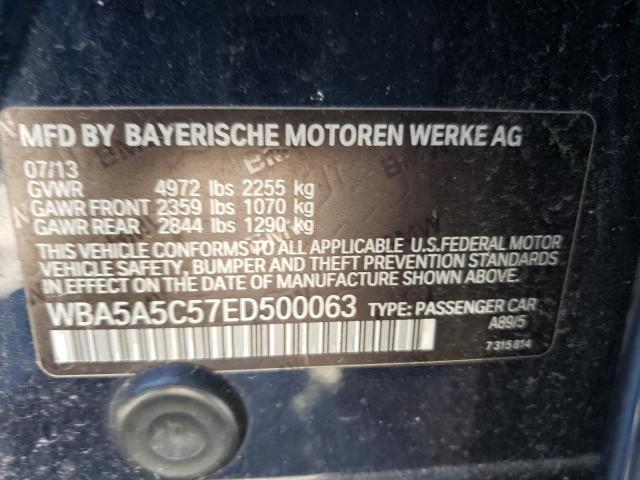 MFD BY BAYERISCHE MOTOREN WERKE AG
07/13
GVWR 4972 lbs 2255 kg
GAWR FRONT 2359 lbs 1070 kg
GAWR REAR 2844 lbs 1290 kg
THIS VEHICLE CONFORMS TO ALL APPLICABLE U.S.FEDERAL MOTOR
VEHICLE SAFETY, BUMPER AND THEFT PREVENTION STANDARDS
IN EFFECT ON THE DATE OF MANUFACTURE SHOWN ABOVE.
WBA5A5C57ED500063 TYPE: PASSENGER CAR
A89/5
7 315 814